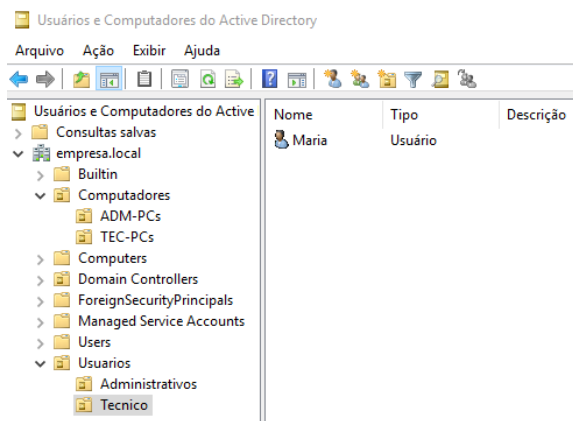 Usuários e Computadores do Active Directory
Arquivo Ação Exibir Ajuda
Usuários e Computadores do Active
Consultas salvas
empresa.local
Builtin
Computadores
ADM-PCs
TEC-PCs
Computers
Domain Controllers
ForeignSecurityPrincipals
Managed Service Accounts
Users
Usuarios
Administrativos
Tecnico
Nome Tipo Descrição
Maria Usuário